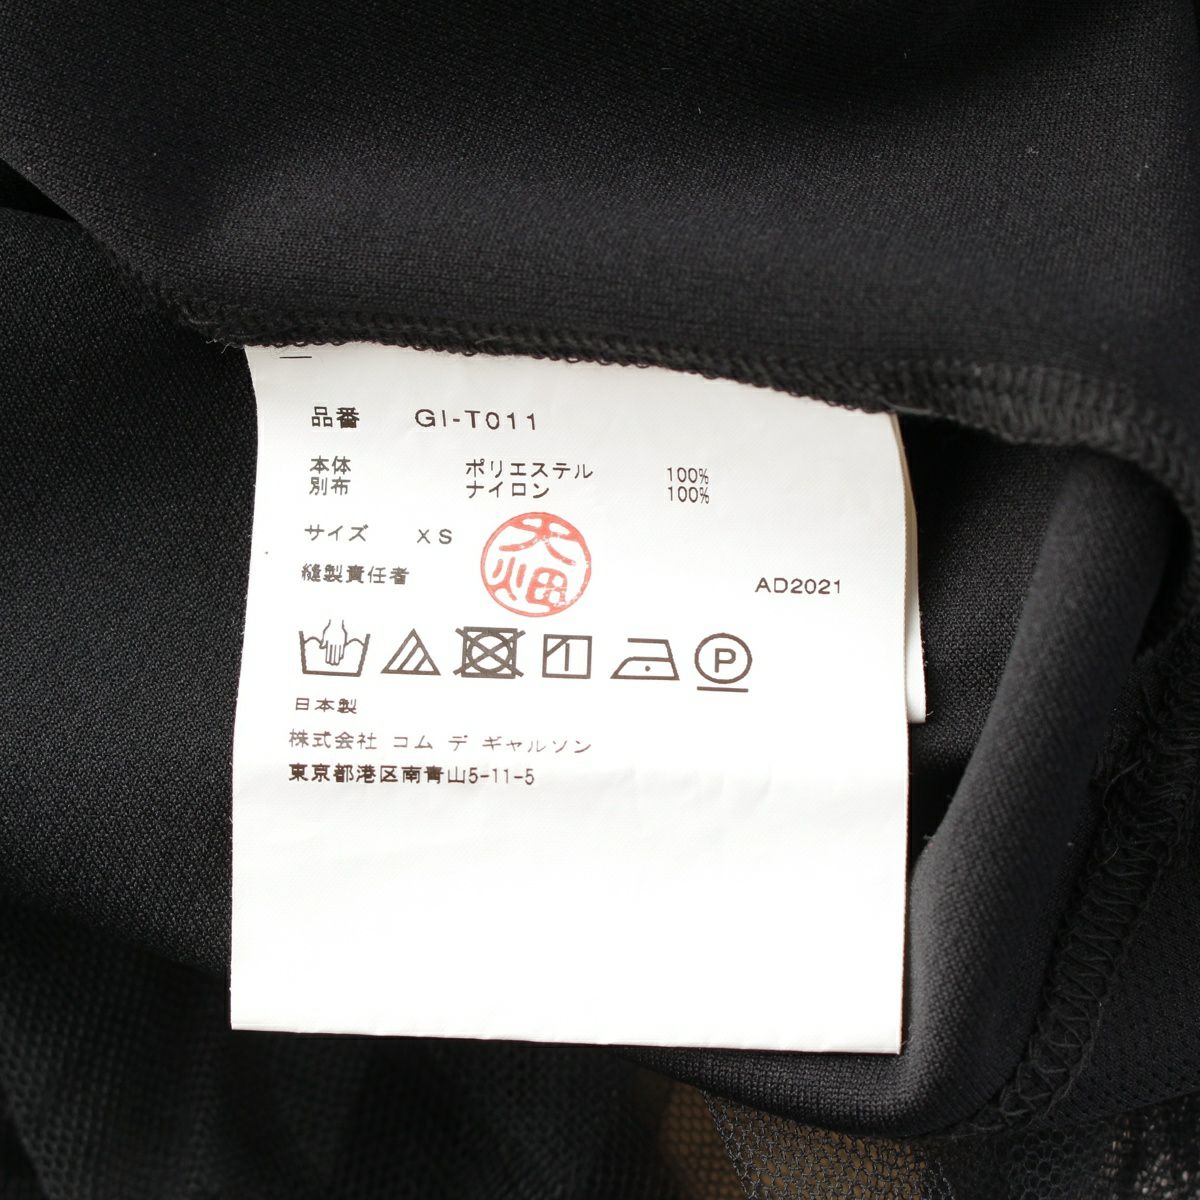 品番 GI-T011
本体 ポリエステル 100%
別布 ナイロン 100%
サイズ XS
大畑
縫製責任者 AD2021
P
日本製
株式会社 コム デ ギャルソン
東京都港区南青山5-11-5